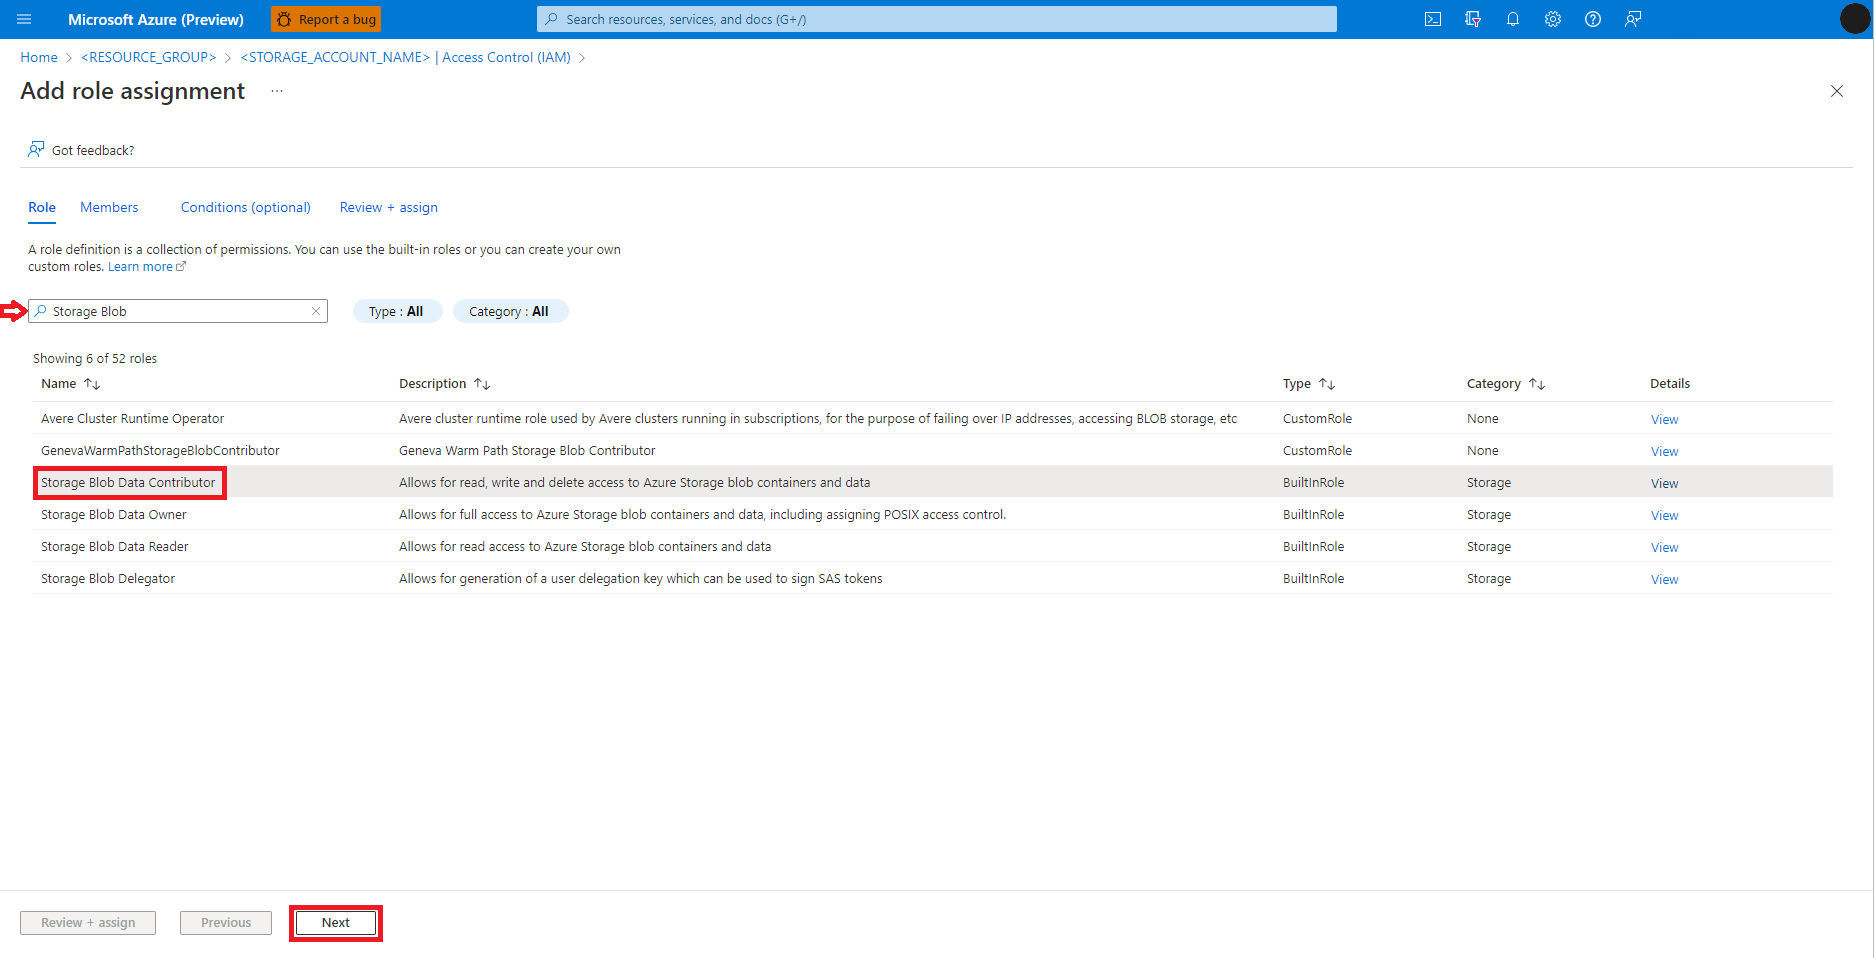 Microsoft Azure (Preview) Report a bug Search resources, services, and docs (G+/)
Home > <RESOURCE_GROUP> > <STORAGE_ACCOUNT_NAME> | Access Control (IAM) >
Add role assignment ...
Got feedback?
Role Members Conditions (optional) Review + assign
A role definition is a collection of permissions. You can use the built-in roles or you can create your own
custom roles. Learn more
Storage Blob Type : All Category : All
Showing 6 of 52 roles
Name ↑↓ Description ↑↓ Type ↑↓ Category ↑↓ Details
Avere Cluster Runtime Operator Avere cluster runtime role used by Avere clusters running in subscriptions, for the purpose of failing over IP addresses, accessing BLOB storage, etc CustomRole None View
GenevaWarmPathStorageBlobContributor Geneva Warm Path Storage Blob Contributor CustomRole None View
Storage Blob Data Contributor Allows for read, write and delete access to Azure Storage blob containers and data BuiltInRole Storage View
Storage Blob Data Owner Allows for full access to Azure Storage blob containers and data, including assigning POSIX access control. BuiltInRole Storage View
Storage Blob Data Reader Allows for read access to Azure Storage blob containers and data BuiltInRole Storage View
Storage Blob Delegator Allows for generation of a user delegation key which can be used to sign SAS tokens BuiltInRole Storage View
Review + assign Previous Next